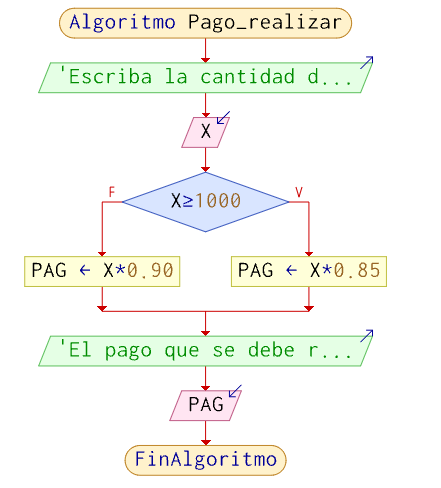 Algoritmo Pago_realizar
'Escriba la cantidad d...
X
X≥1000
F
V
PAG ← X*0.90
PAG ← X*0.85
'El pago que se debe r...
PAG
FinAlgoritmo